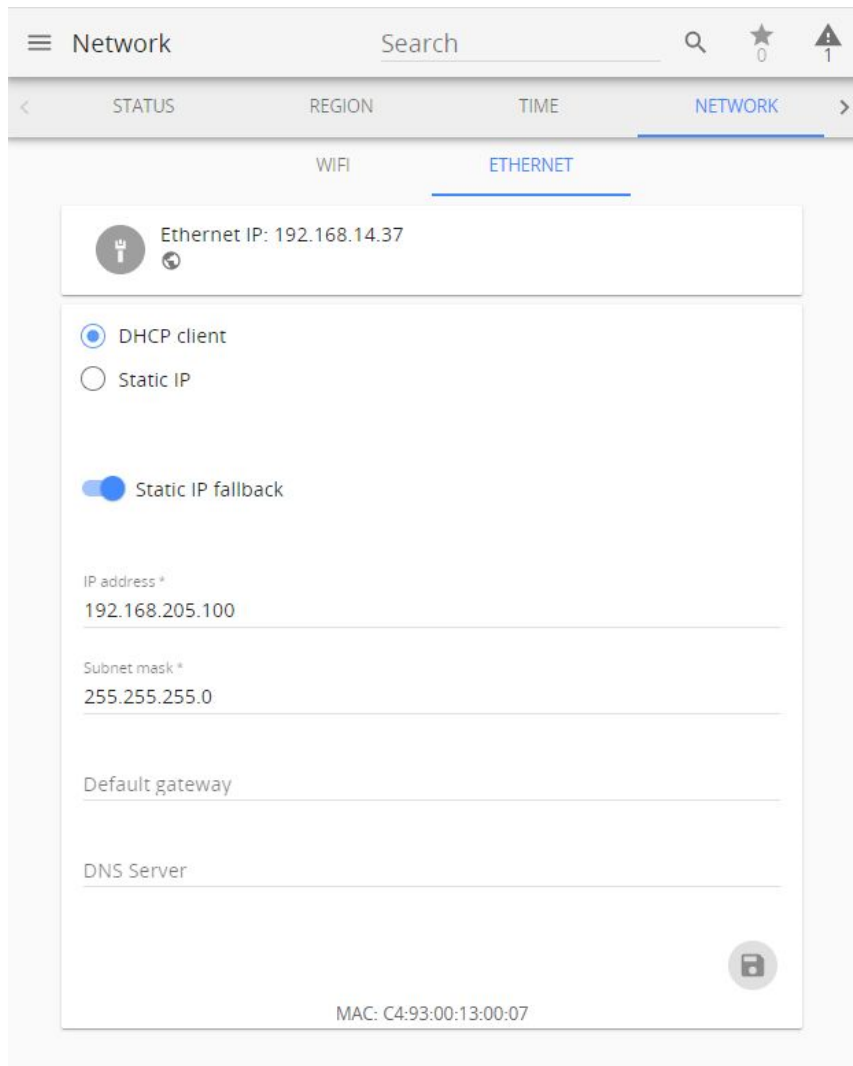 Network Search 0 1
STATUS REGION TIME NETWORK
WIFI ETHERNET
Ethernet IP: 192.168.14.37
DHCP client
Static IP
Static IP fallback
IP address *
192.168.205.100
Subnet mask *
255.255.255.0
Default gateway
DNS Server
MAC: C4:93:00:13:00:07